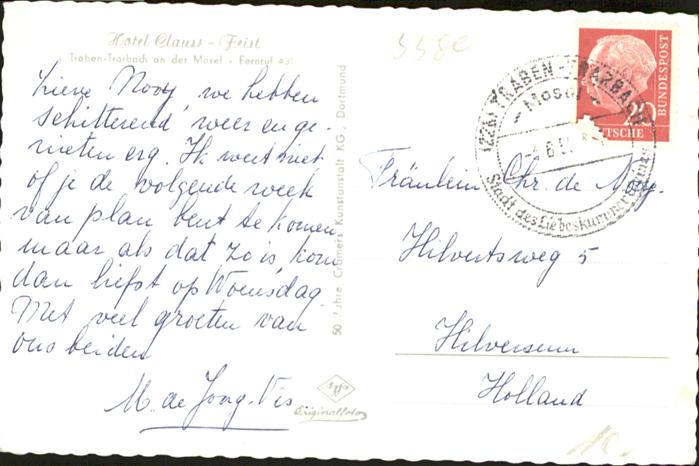 Hotel Clauss - Feist
Traben-Trarbach an der Mosel - Fernruf 431
Lieve Nooy we hebben
schitterend weer en ge-
nieten erg. Ik weet niet
of je de volgende week
van plan bent te komen
maar als dat zo is, kom
dan liefst op Woensdag.
Met veel groeten van
ons beiden
M. de Jong-Vis
50 Jahre Cramers Kunstanstalt KG., Dortmund
Originalfoto
(22b) TRABEN-TRARBACH
- Mosel -
Stadt des
20
BUNDESPOST
DEUTSCHE
Fräulein Chr. de Nooy.
Hilvertsweg 5
Hilversum
Holland